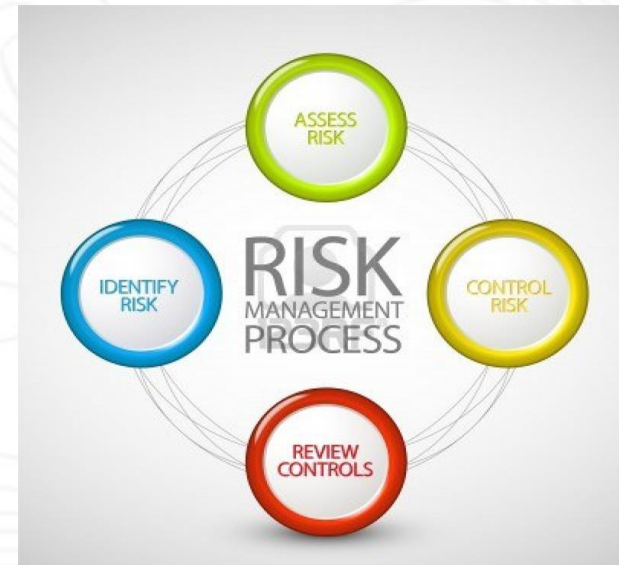 ASSESS
RISK
IDENTIFY
RISK
RISK
MANAGEMENT
PROCESS
CONTROL
RISK
REVIEW
CONTROLS